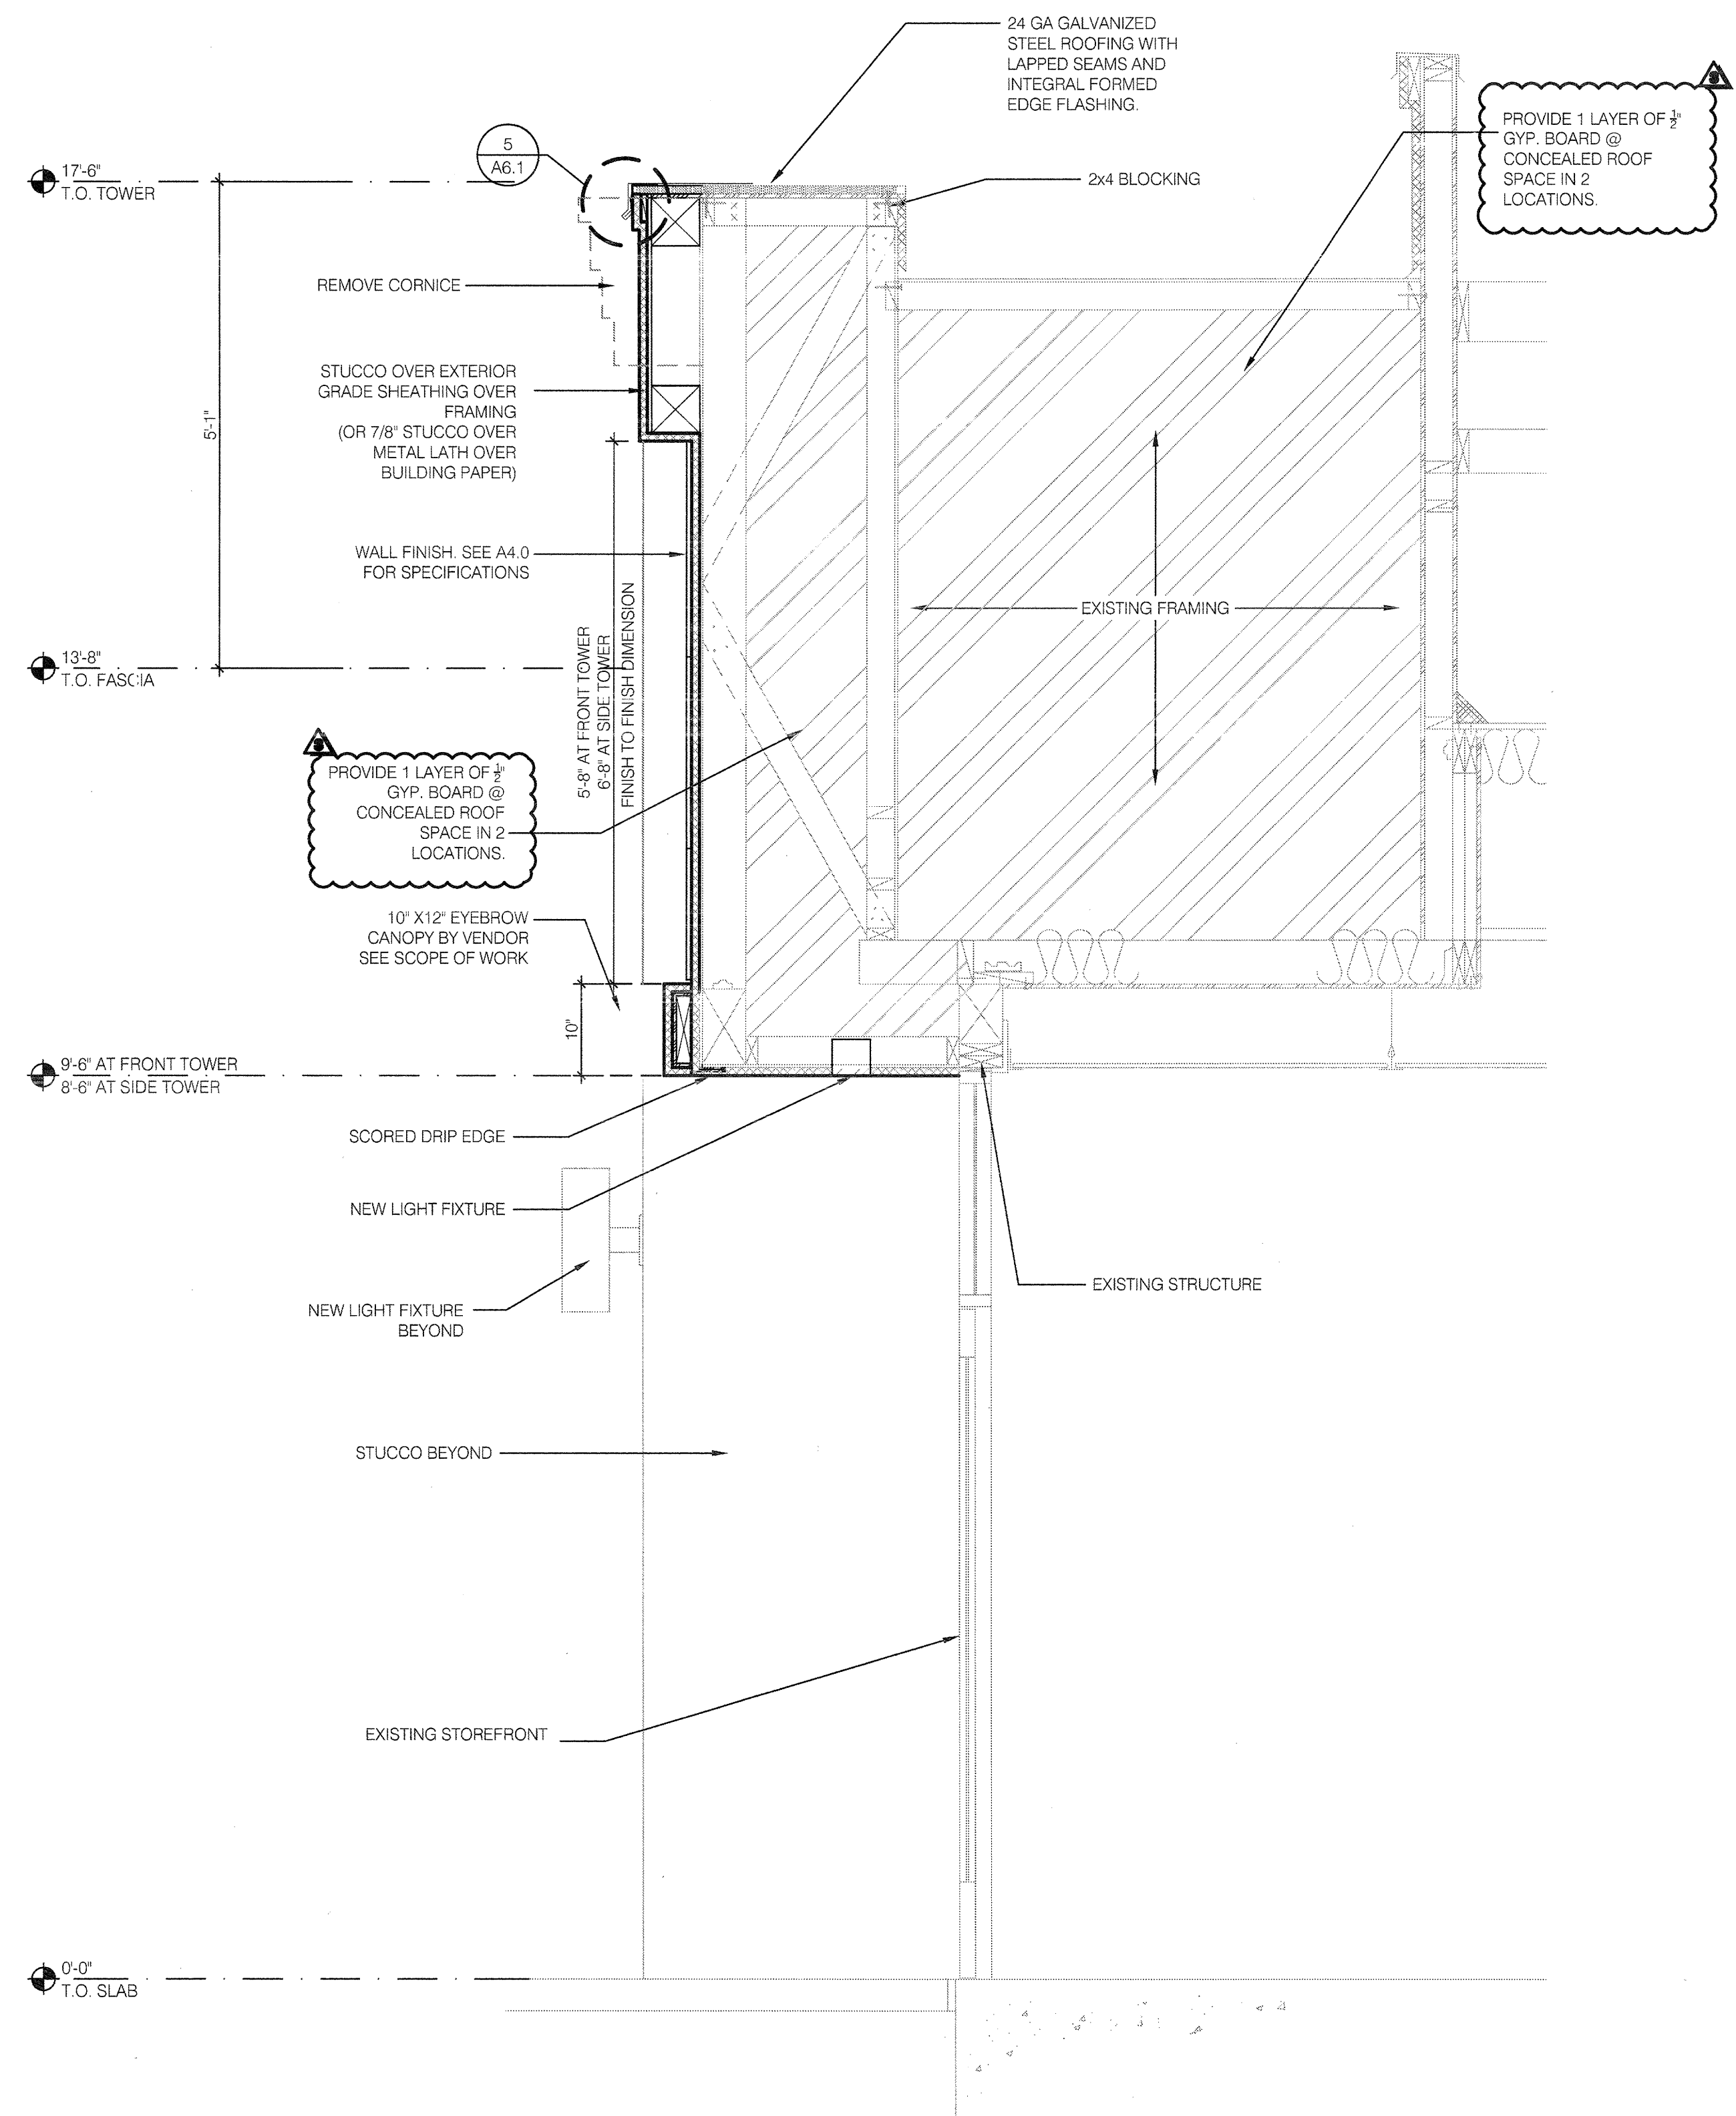 24 GA GALVANIZED
STEEL ROOFING WITH
LAPPED SEAMS AND
INTEGRAL FORMED
EDGE FLASHING.
3
PROVIDE 1 LAYER OF ½"
GYP. BOARD @
CONCEALED ROOF
SPACE IN 2
LOCATIONS.
5
A6.1
17'-6"
T.O. TOWER
2x4 BLOCKING
REMOVE CORNICE
STUCCO OVER EXTERIOR
GRADE SHEATHING OVER
FRAMING
(OR 7/8" STUCCO OVER
METAL LATH OVER
BUILDING PAPER)
5'-1"
WALL FINISH. SEE A4.0
FOR SPECIFICATIONS
EXISTING FRAMING
5'-8" AT FRONT TOWER
6'-8" AT SIDE TOWER
FINISH TO FINISH DIMENSION
13'-8"
T.O. FASCIA
3
PROVIDE 1 LAYER OF ½"
GYP. BOARD @
CONCEALED ROOF
SPACE IN 2
LOCATIONS.
10" X12" EYEBROW
CANOPY BY VENDOR
SEE SCOPE OF WORK
10"
9'-6" AT FRONT TOWER
8'-6" AT SIDE TOWER
SCORED DRIP EDGE
NEW LIGHT FIXTURE
EXISTING STRUCTURE
NEW LIGHT FIXTURE
BEYOND
STUCCO BEYOND
EXISTING STOREFRONT
0'-0"
T.O. SLAB